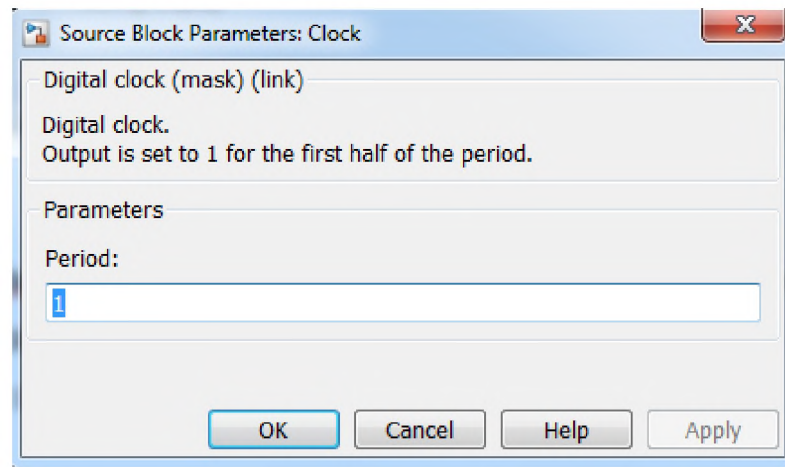 Source Block Parameters: Clock
Digital clock (mask) (link)
Digital clock.
Output is set to 1 for the first half of the period.
Parameters
Period:
1
OK Cancel Help Apply